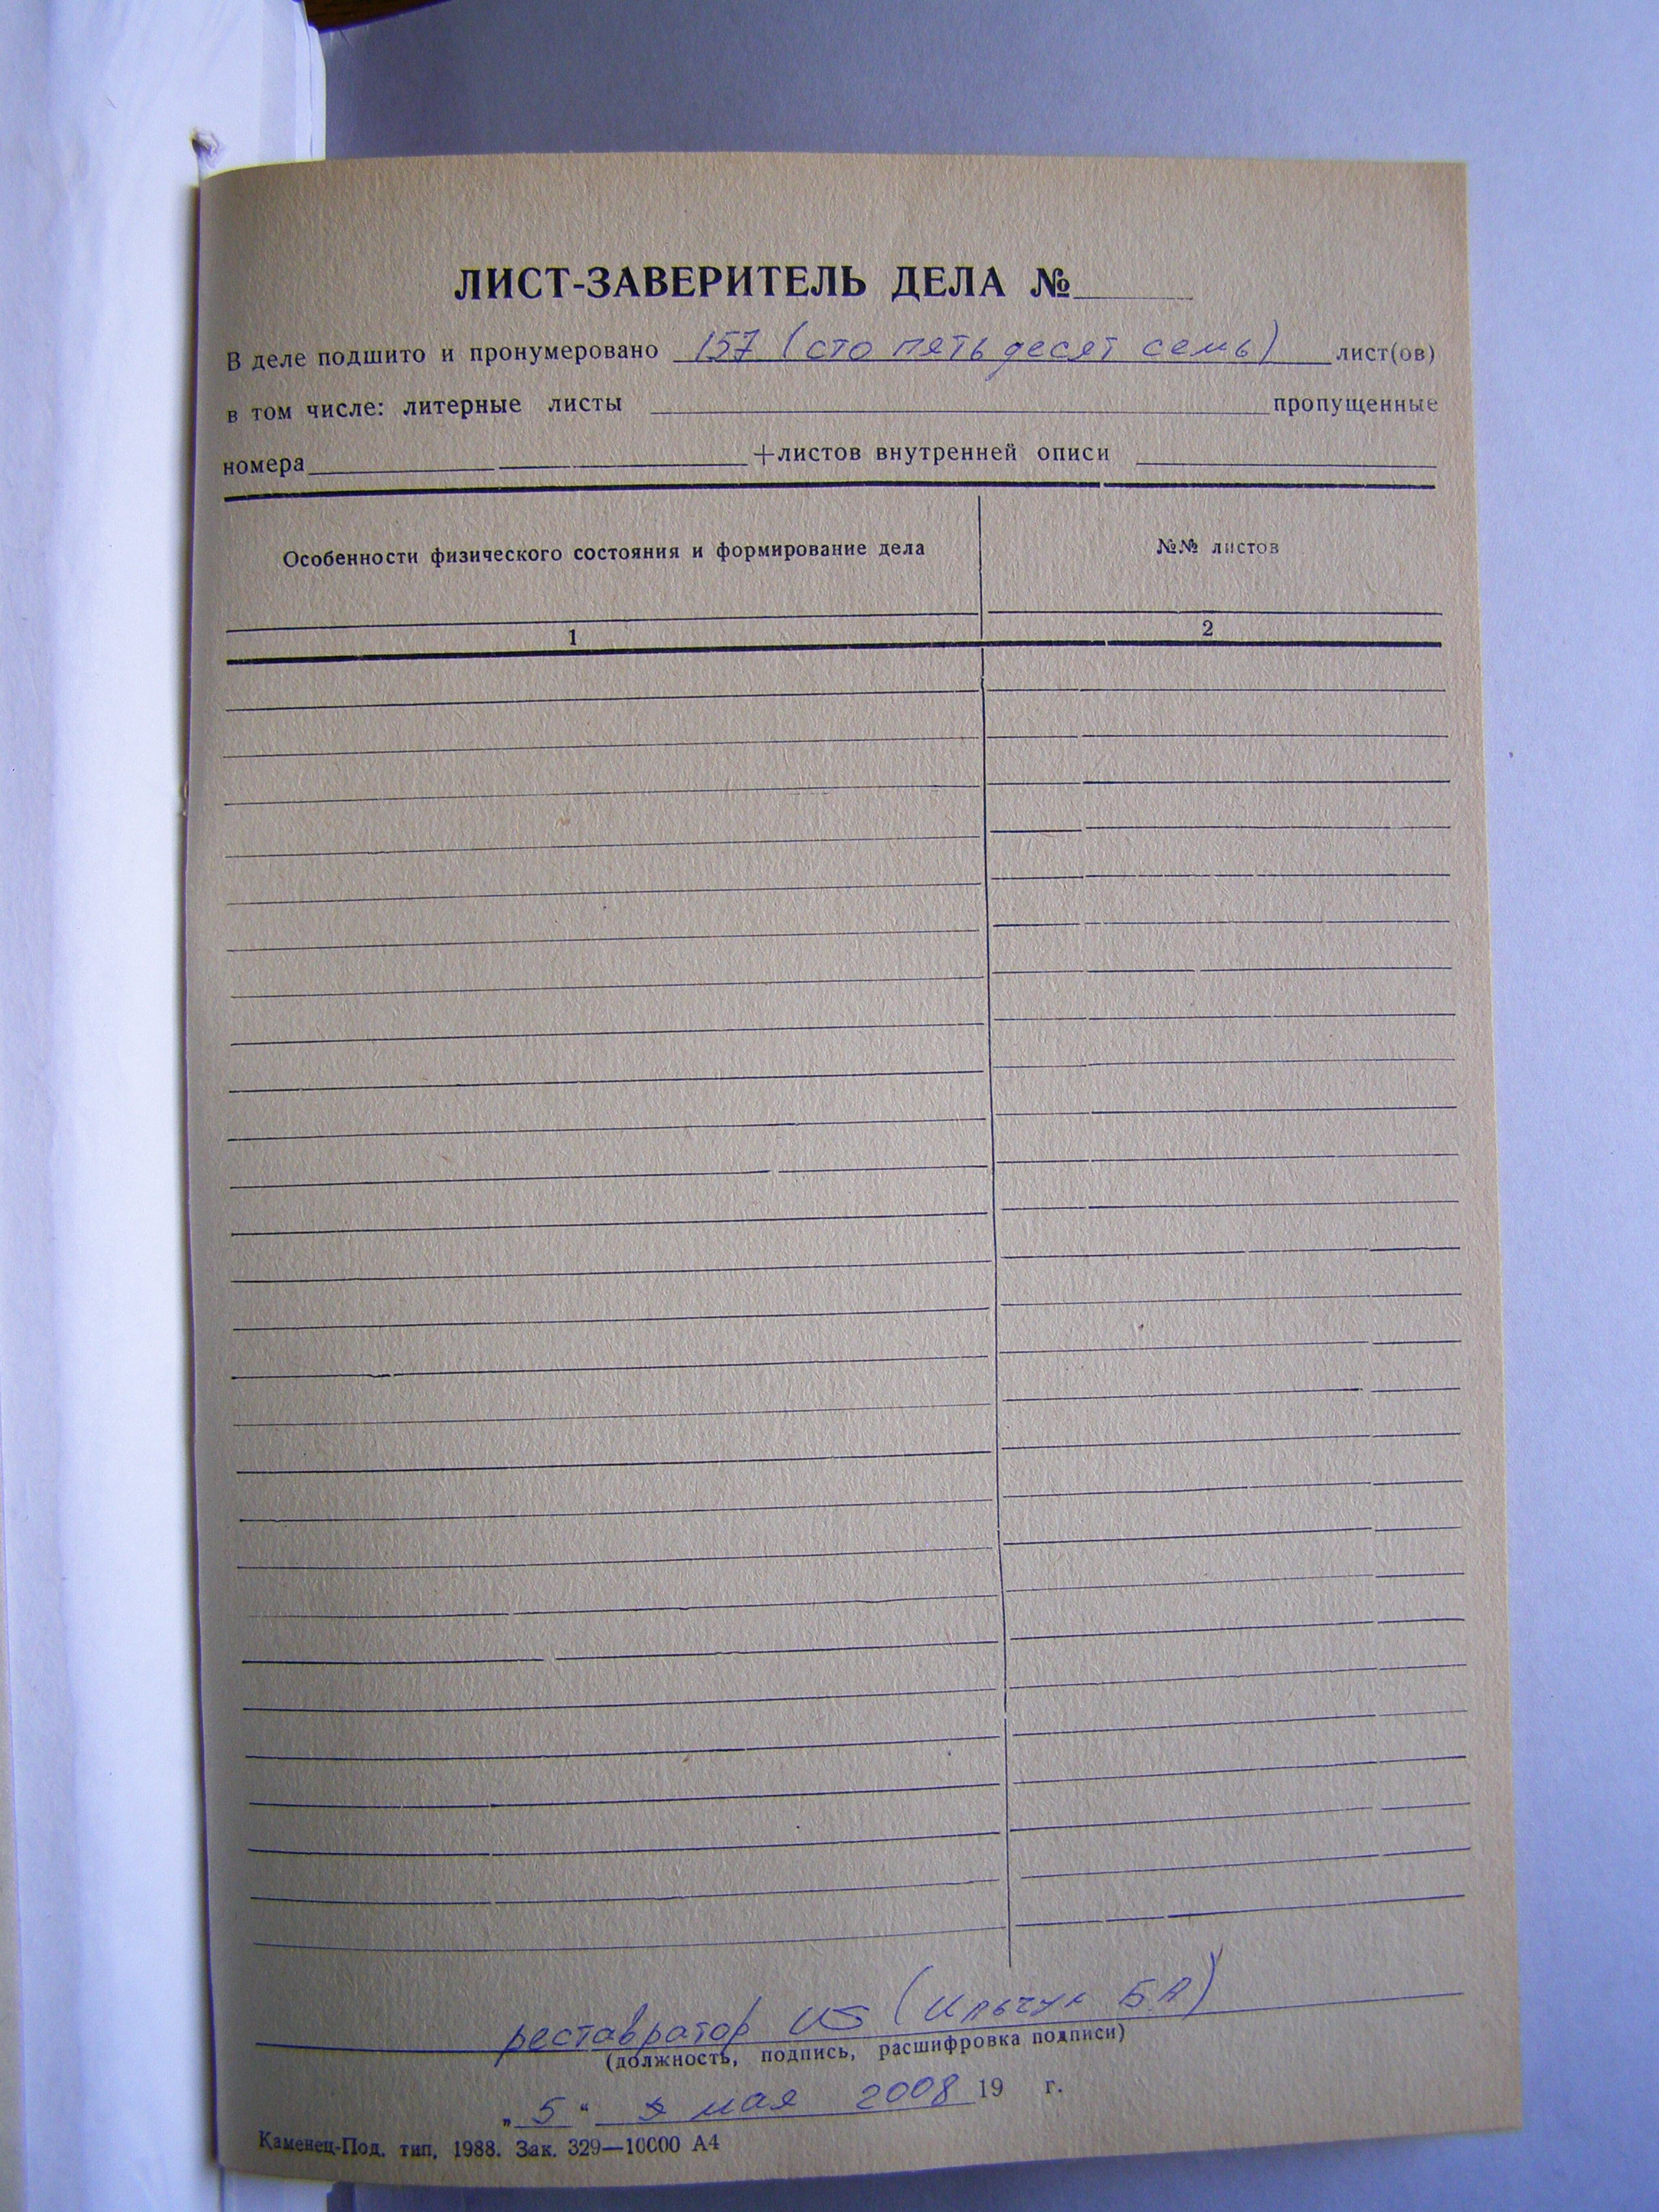 ЛИСТ-ЗАВЕРИТЕЛЬ ДЕЛА №
В деле подшито и пронумеровано 157 (сто пятьдесят семь) лист(ов)
в том числе: литерные листы пропущенные
номера +листов внутренней описи
Особенности физического состояния и формирование дела №№ листов
1 2
реставратор (Ильчук БА)
(должность, подпись, расшифровка подписи)
„ 5 “ мая 2008 19 г.
Каменец-Под. тип, 1988. Зак. 329—10000 А4